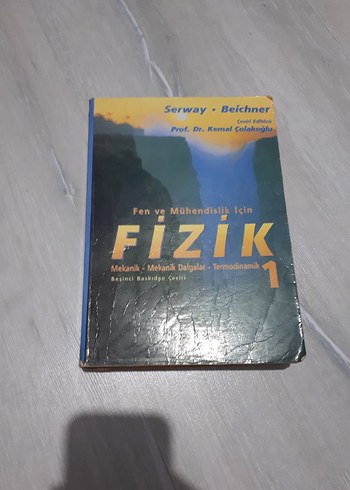 Serway • Beichner
Çeviri Editörü
Prof. Dr. Kemal Çolakoğlu
Fen ve Mühendislik İçin
FİZİK
Mekanik - Mekanik Dalgalar - Termodinamik 1
Beşinci Baskıdan Çeviri